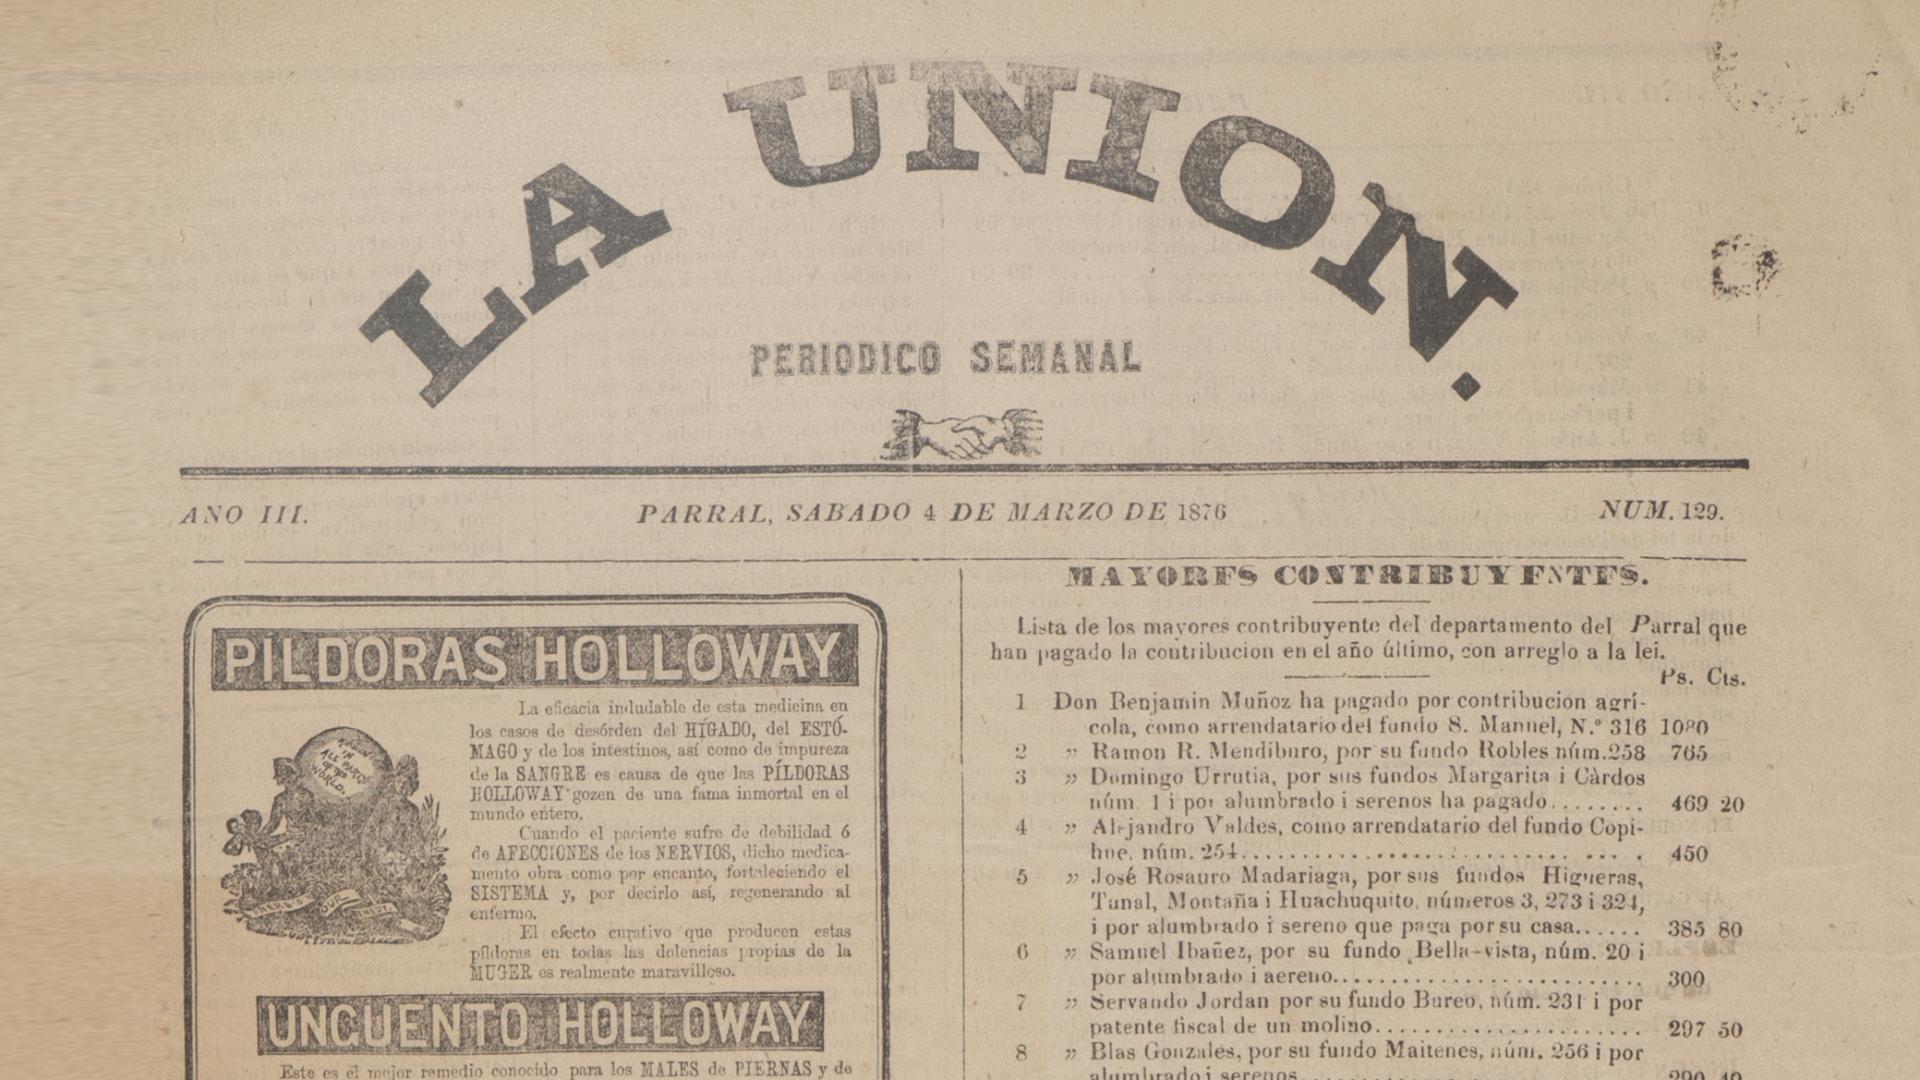 LA UNION.
PERIODICO SEMANAL
AÑO III.
PARRAL, SABADO 4 DE MARZO DE 1876
NUM. 129.
PÍLDORAS HOLLOWAY
La eficacia indudable de esta medicina en
los casos de desórden del HÍGADO, del ESTÓ-
MAGO y de los intestinos, así como de impureza
de la SANGRE es causa de que las PÍLDORAS
HOLLOWAY gozen de una fama inmortal en el
mundo entero.
Cuando el paciente sufre de debilidad ó
de AFECCIONES de los NERVIOS, dicho medica-
mento obra como por encanto, fortaleciendo el
SISTEMA y, por decirlo así, regenerando al
enfermo.
El efecto curativo que producen estas
píldoras en todas las dolencias propias de la
MUGER es realmente maravilloso.
IN
ALL PARTS
OF THE
WORLD.
UNGUENTO HOLLOWAY
Este es el mejor remedio conocido para los MALES de PIERNAS y de
MAYORES CONTRIBUYENTES.
Lista de los mayores contribuyente del departamento del Parral que
han pagado la contribucion en el año último, con arreglo a la lei.
Ps. Cts.
1 Don Benjamin Muñoz ha pagado por contribucion agrí-
cola, como arrendatario del fundo S. Manuel, N.° 316 1080
2 ,, Ramon R. Mendiburo, por su fundo Robles núm. 258 765
3 ,, Domingo Urrutia, por sus fundos Margarita i Cárdos
núm. 1 i por alumbrado i serenos ha pagado........ 469 20
4 ,, Alejandro Valdes, como arrendatario del fundo Copi-
hue, núm. 254................................ 450
5 ,, José Rosauro Madariaga, por sus fundos Higueras,
Tunal, Montaña i Huachuquito, números 3, 273 i 324,
i por alumbrado i sereno que paga por su casa...... 385 80
6 ,, Samuel Ibañez, por su fundo Bella-vista, núm. 20 i
por alumbrado i aereno.......................... 300
7 ,, Servando Jordan por su fundo Bureo, núm. 231 i por
patente fiscal de un molino...................... 297 50
8 ,, Blas Gonzales, por su fundo Maitenes, núm. 256 i por
alumbrado i serenos............................ 290 40